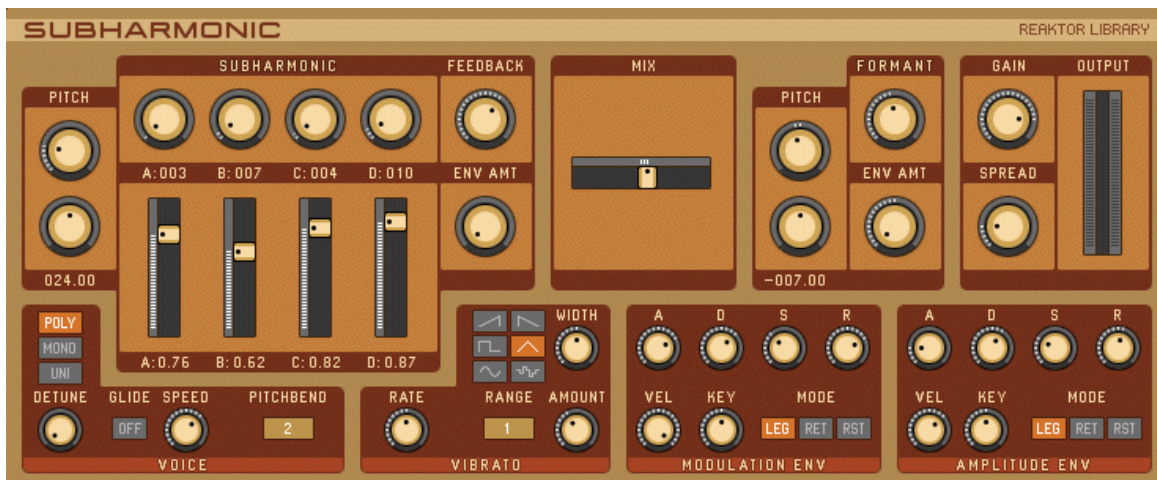 SUBHARMONIC
REAKTOR LIBRARY
SUBHARMONIC FEEDBACK MIX FORMANT GAIN OUTPUT
PITCH PITCH
A:003 B:007 C:004 D:010 ENV AMT ENV AMT SPREAD
024.00 -007.00
POLY WIDTH A D S R A D S R
MONO
UNI
A:0.76 B:0.62 C:0.82 D:0.87
DETUNE GLIDE SPEED PITCHBEND RATE RANGE AMOUNT VEL KEY MODE VEL KEY MODE
OFF 2 1 LEG RET RST LEG RET RST
VOICE VIBRATO MODULATION ENV AMPLITUDE ENV